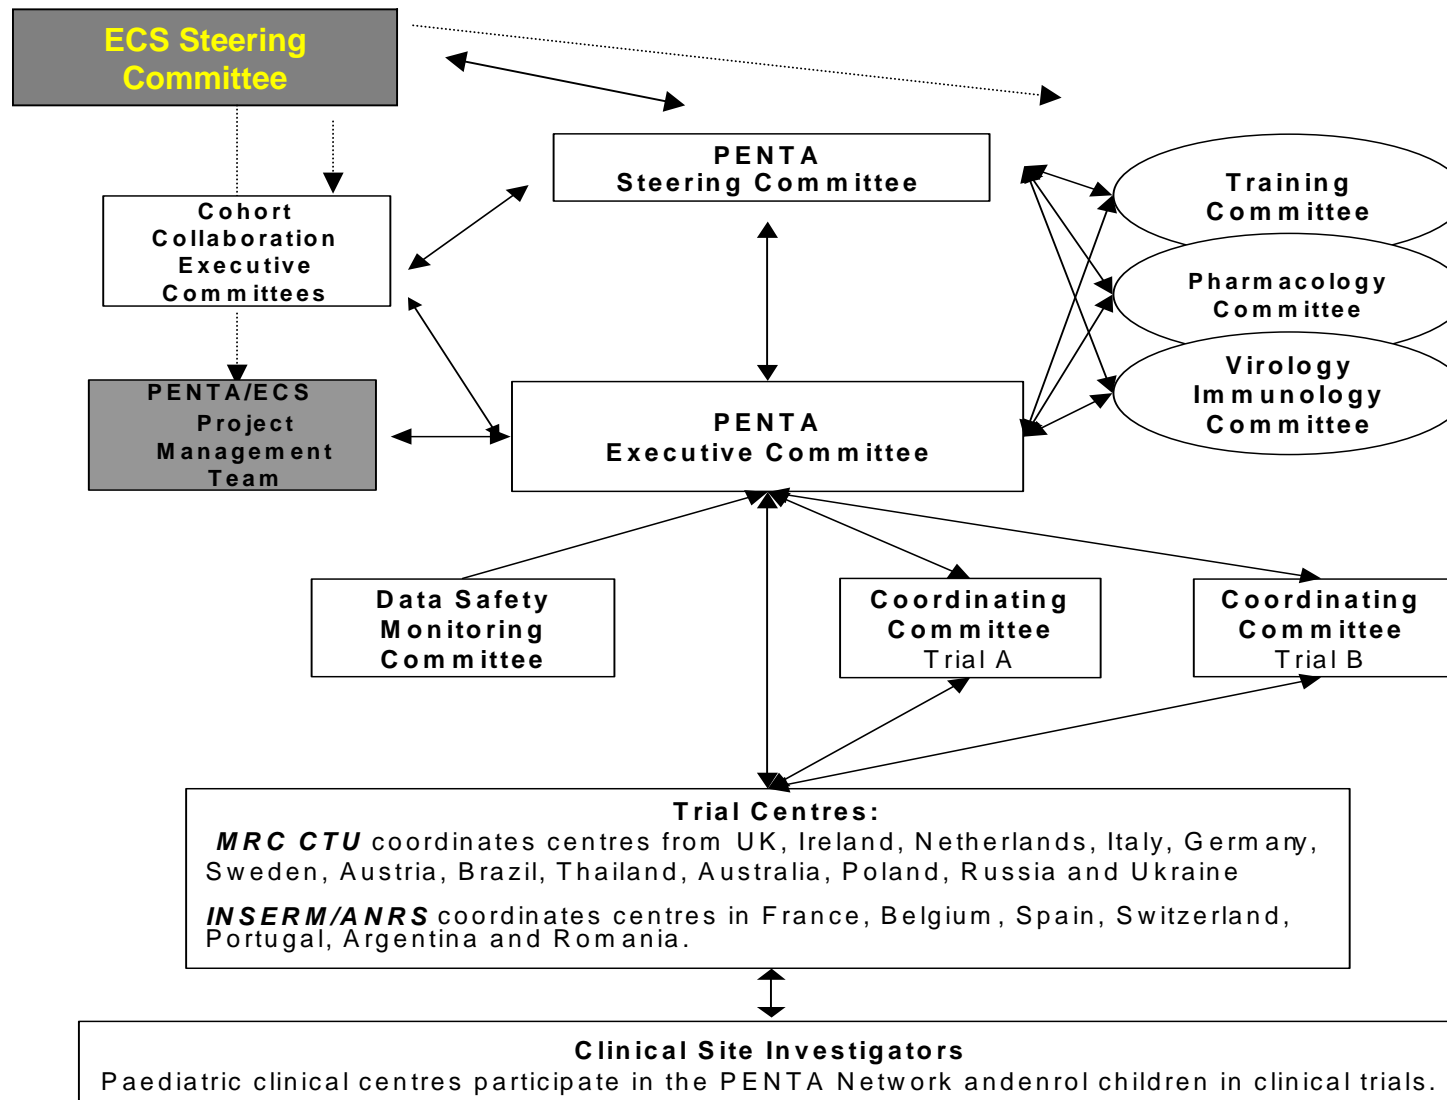 ECS Steering
Committee
PENTA
Steering Committee
Training
Committee
Cohort
Collaboration
Executive
Committees
Pharmacology
Committee
Virology
Immunology
Committee
PENTA/ECS
Project
Management
Team
PENTA
Executive Committee
Data Safety
Monitoring
Committee
Coordinating
Committee
Trial A
Coordinating
Committee
Trial B
Trial Centres:
MRC CTU coordinates centres from UK, Ireland, Netherlands, Italy, Germany,
Sweden, Austria, Brazil, Thailand, Australia, Poland, Russia and Ukraine
INSERM/ANRS coordinates centres in France, Belgium, Spain, Switzerland,
Portugal, Argentina and Romania.
Clinical Site Investigators
Paediatric clinical centres participate in the PENTA Network andenrol children in clinical trials.